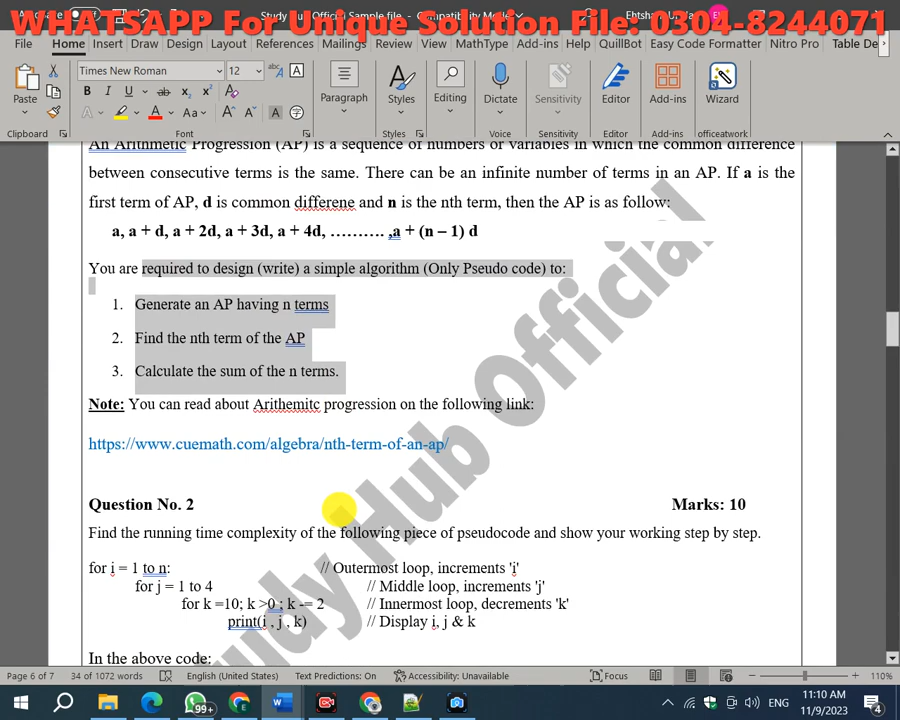 WHATSAPP For Unique Solution File: 0304-8244071
File Home Insert Draw Design Layout References Mailings Review View MathType Add-ins Help QuillBot Easy Code Formatter Nitro Pro Table De
Times New Roman 12
Paste Paragraph Styles Editing Dictate Sensitivity Editor Add-ins Wizard
Clipboard Font Styles Voice Sensitivity Editor Add-ins officeatwork
An Arithmetic Progression (AP) is a sequence of numbers or variables in which the common difference
between consecutive terms is the same. There can be an infinite number of terms in an AP. If a is the
first term of AP, d is common differene and n is the nth term, then the AP is as follow:
a, a + d, a + 2d, a + 3d, a + 4d, ………. ,a + (n – 1) d
You are required to design (write) a simple algorithm (Only Pseudo code) to:
1. Generate an AP having n terms
2. Find the nth term of the AP
3. Calculate the sum of the n terms.
Note: You can read about Arithemitc progression on the following link:
https://www.cuemath.com/algebra/nth-term-of-an-ap/
Question No. 2 Marks: 10
Find the running time complexity of the following piece of pseudocode and show your working step by step.
for i = 1 to n: // Outermost loop, increments 'i'
for j = 1 to 4 // Middle loop, increments 'j'
for k =10; k >0 ; k -= 2 // Innermost loop, decrements 'k'
print(i , j , k) // Display i, j & k
In the above code:
Study Hub Official
Page 6 of 7 34 of 1072 words English (United States) Text Predictions: On Accessibility: Unavailable Focus 110%
99+ ENG 11:10 AM
11/9/2023 4